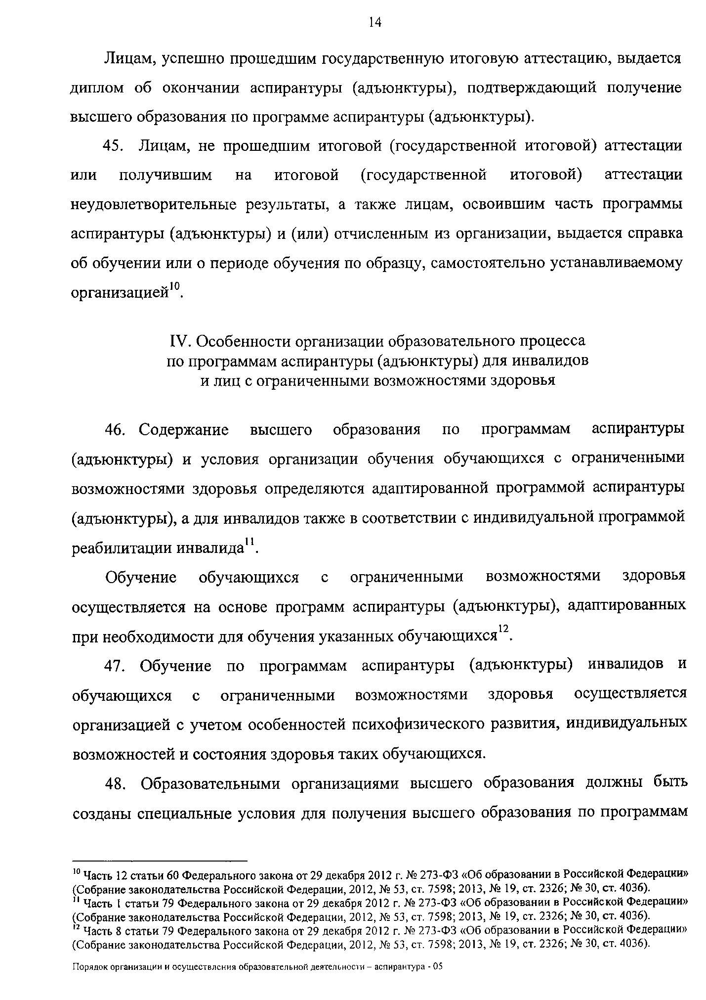 14
Лицам, успешно прошедшим государственную итоговую аттестацию, выдается
диплом об окончании аспирантуры (адъюнктуры), подтверждающий получение
высшего образования по программе аспирантуры (адъюнктуры).
45. Лицам, не прошедшим итоговой (государственной итоговой) аттестации
или получившим на итоговой (государственной итоговой) аттестации
неудовлетворительные результаты, а также лицам, освоившим часть программы
аспирантуры (адъюнктуры) и (или) отчисленным из организации, выдается справка
об обучении или о периоде обучения по образцу, самостоятельно устанавливаемому
организацией¹⁰.
IV. Особенности организации образовательного процесса
по программам аспирантуры (адъюнктуры) для инвалидов
и лиц с ограниченными возможностями здоровья
46. Содержание высшего образования по программам аспирантуры
(адъюнктуры) и условия организации обучения обучающихся с ограниченными
возможностями здоровья определяются адаптированной программой аспирантуры
(адъюнктуры), а для инвалидов также в соответствии с индивидуальной программой
реабилитации инвалида¹¹.
Обучение обучающихся с ограниченными возможностями здоровья
осуществляется на основе программ аспирантуры (адъюнктуры), адаптированных
при необходимости для обучения указанных обучающихся¹².
47. Обучение по программам аспирантуры (адъюнктуры) инвалидов и
обучающихся с ограниченными возможностями здоровья осуществляется
организацией с учетом особенностей психофизического развития, индивидуальных
возможностей и состояния здоровья таких обучающихся.
48. Образовательными организациями высшего образования должны быть
созданы специальные условия для получения высшего образования по программам
¹⁰ Часть 12 статьи 60 Федерального закона от 29 декабря 2012 г. № 273-ФЗ «Об образовании в Российской Федерации»
(Собрание законодательства Российской Федерации, 2012, № 53, ст. 7598; 2013, № 19, ст. 2326; № 30, ст. 4036).
¹¹ Часть 1 статьи 79 Федерального закона от 29 декабря 2012 г. № 273-ФЗ «Об образовании в Российской Федерации»
(Собрание законодательства Российской Федерации, 2012, № 53, ст. 7598; 2013, № 19, ст. 2326; № 30, ст. 4036).
¹² Часть 8 статьи 79 Федерального закона от 29 декабря 2012 г. № 273-ФЗ «Об образовании в Российской Федерации»
(Собрание законодательства Российской Федерации, 2012, № 53, ст. 7598; 2013, № 19, ст. 2326; № 30, ст. 4036).
Порядок организации и осуществления образовательной деятельности – аспирантура - 05